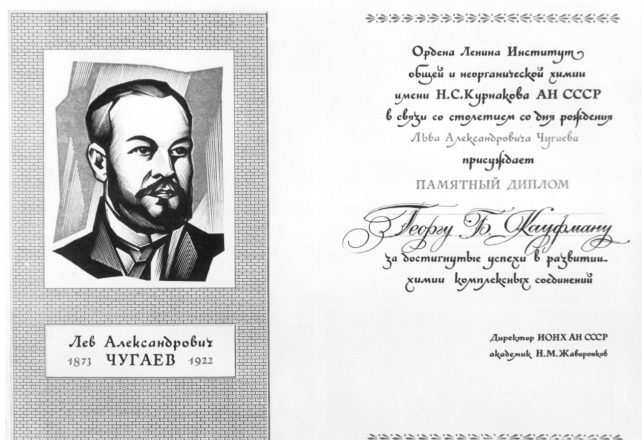 Лев Александрович
1873 ЧУГАЕВ 1922
Ордена Ленина Институт
общей и неорганической химии
имени Н.С.Курнакова АН СССР
в связи со столетием со дня рождения
Льва Александровича Чугаева
присуждает
ПАМЯТНЫЙ ДИПЛОМ
Георгу Б. Кауфману
за достигнутые успехи в развитии
химии комплексных соединений
Директор ИОНХ АН СССР
академик Н.М.Жаворонков